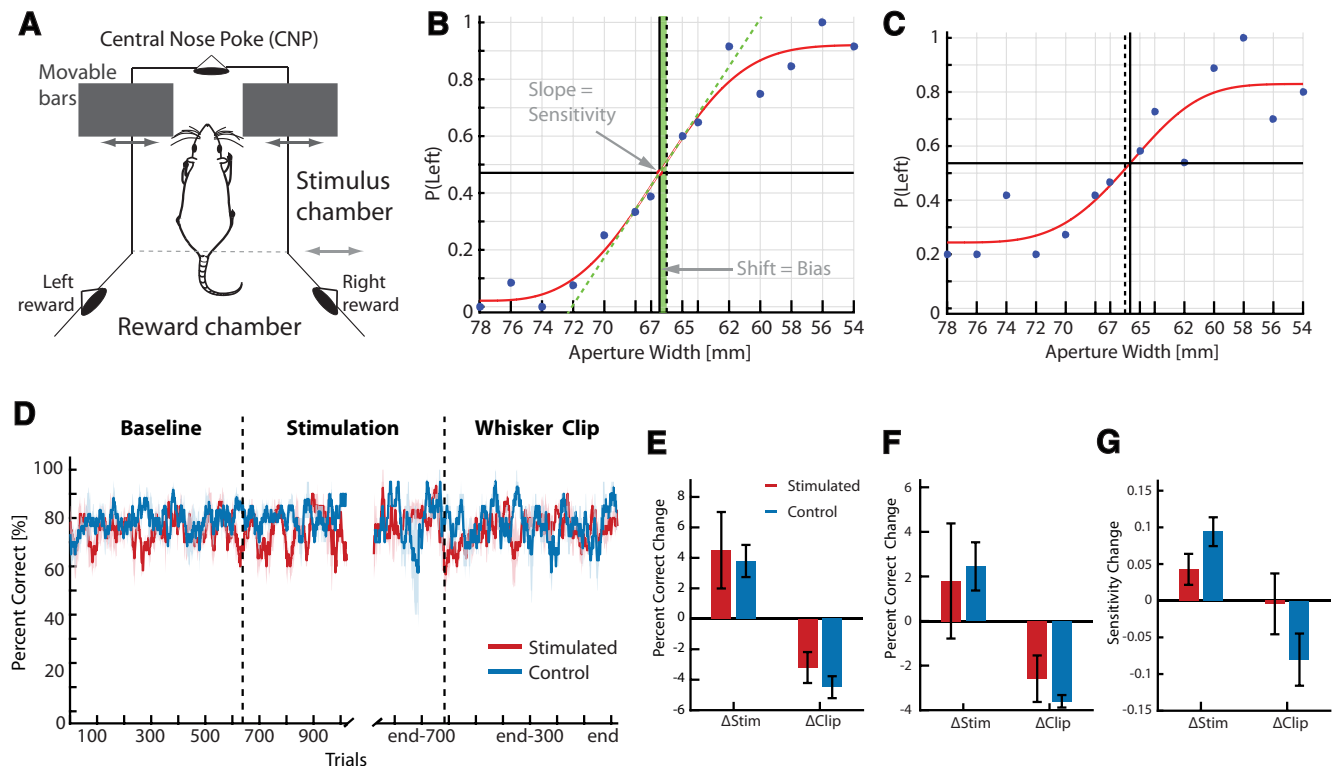 A
Central Nose Poke (CNP)
Movable
bars
Stimulus
chamber
Left
reward
Right
reward
Reward chamber
B
1
0.8
0.6
0.4
0.2
0
P(Left)
Slope =
Sensitivity
Shift = Bias
78 76 74 72 70 67 65 62 60 58 56 54
Aperture Width [mm]
C
1
0.8
0.6
0.4
0.2
0
P(Left)
78 76 74 72 70 67 65 62 60 58 56 54
Aperture Width [mm]
D
Baseline
Stimulation
Whisker Clip
100
80
60
40
20
0
Percent Correct [%]
Stimulated
Control
100 300 500 700 900 end-700 end-300 end
Trials
E
8
6
4
2
0
-2
-4
-6
Percent Correct Change
Stimulated
Control
ΔStim ΔClip
F
6
4
2
0
-2
-4
Percent Correct Change
ΔStim ΔClip
G
0.15
0.1
0.05
0
-0.05
-0.1
-0.15
Sensitivity Change
ΔStim ΔClip